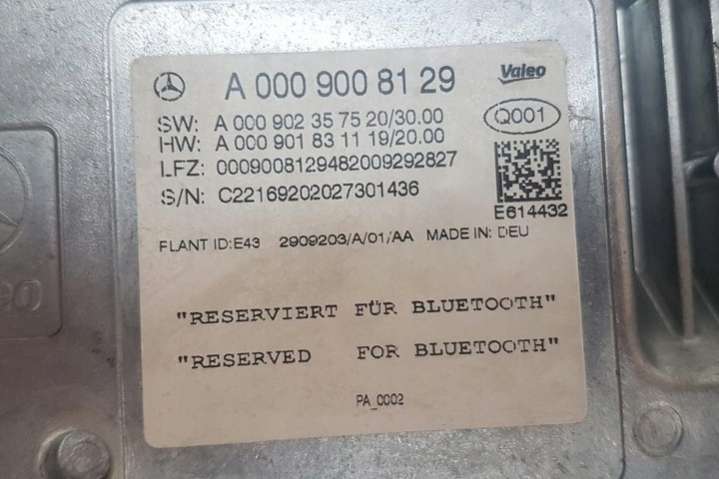 A 000 900 81 29
Valeo
SW: A 000 902 35 75 20/30.00
HW: A 000 901 83 11 19/20.00
Q001
LFZ: 0009008129482009292827
S/N: C22169202027301436
E614432
PLANT ID:E43 2909203/A/01/AA MADE IN: DEU
"RESERVIERT FÜR BLUETOOTH"
"RESERVED FOR BLUETOOTH"
PA_0002